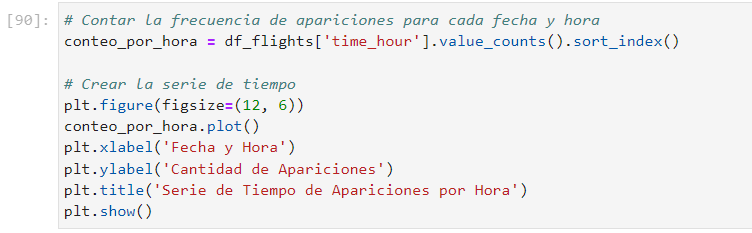 [90]: # Contar la frecuencia de apariciones para cada fecha y hora
conteo_por_hora = df_flights['time_hour'].value_counts().sort_index()
# Crear la serie de tiempo
plt.figure(figsize=(12, 6))
conteo_por_hora.plot()
plt.xlabel('Fecha y Hora')
plt.ylabel('Cantidad de Apariciones')
plt.title('Serie de Tiempo de Apariciones por Hora')
plt.show()